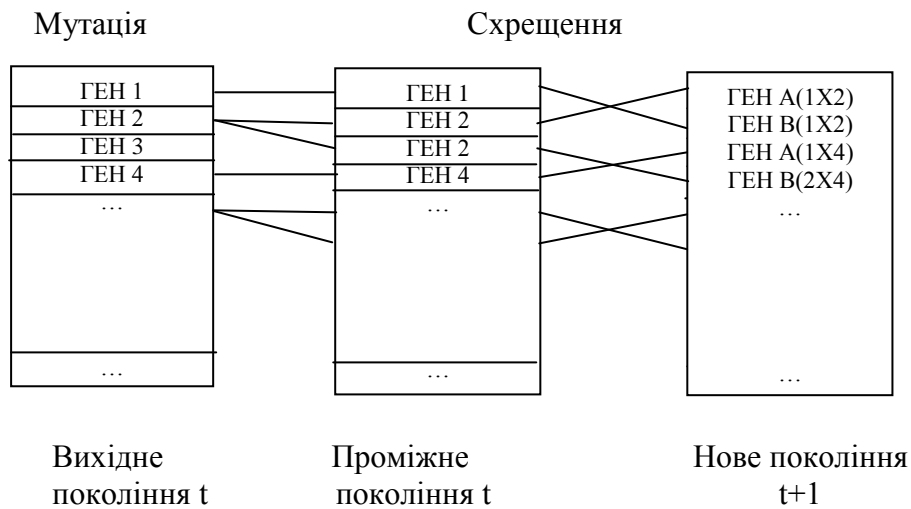 Мутація
Схрещення
ГЕН 1
ГЕН 2
ГЕН 3
ГЕН 4
…
…
ГЕН 1
ГЕН 2
ГЕН 2
ГЕН 4
…
…
ГЕН А(1Х2)
ГЕН В(1Х2)
ГЕН А(1Х4)
ГЕН В(2Х4)
…
…
Вихідне
покоління t
Проміжне
покоління t
Нове покоління
t+1